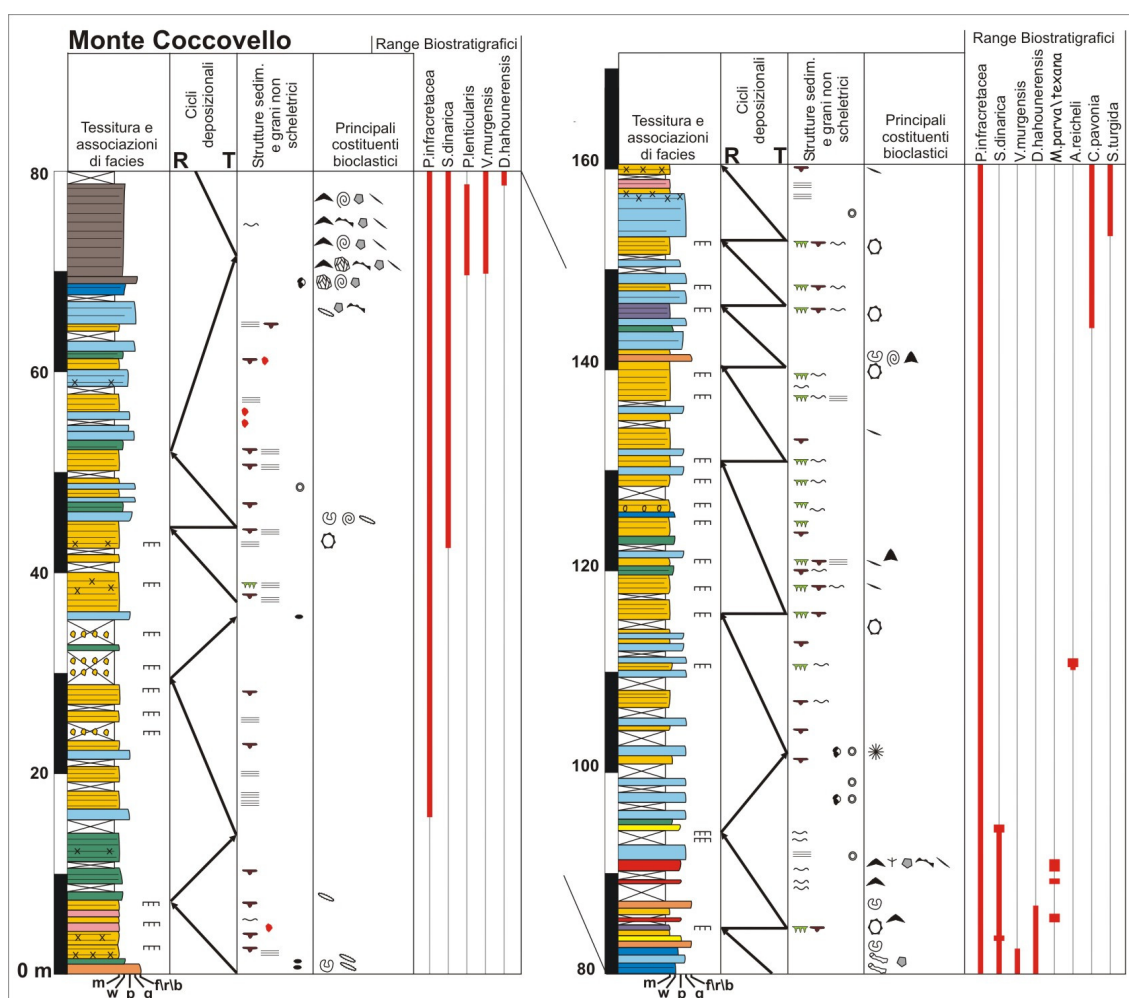 Monte Coccovello
Range Biostratigrafici
Tessitura e
associazioni
di facies
Cicli
deposizionali
R T
Strutture sedim.
e grani non
scheletrici
Principali
costituenti
bioclastici
P.infracretacea
S.dinarica
P.lenticularis
V.murgensis
D.hahounerensis
80
60
40
20
0 m
m
w
p
g
f\r\b
Range Biostratigrafici
Tessitura e
associazioni
di facies
Cicli
deposizionali
R T
Strutture sedim.
e grani non
scheletrici
Principali
costituenti
bioclastici
P.infracretacea
S.dinarica
V.murgensis
D.hahounerensis
M.parva\texana
A.reicheli
C.pavonia
S.turgida
160
140
120
100
80
m
w
p
g
f\r\b